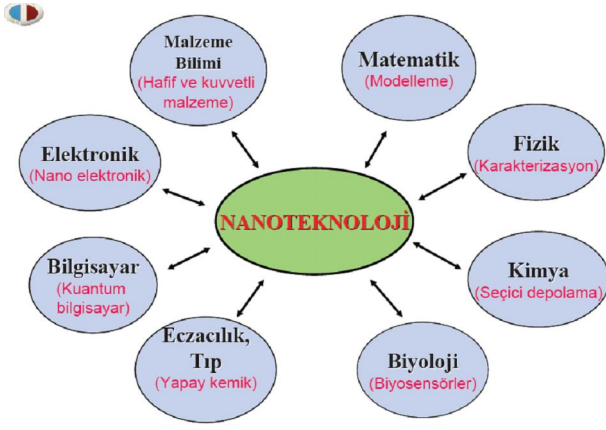 Malzeme
Bilimi
(Hafif ve kuvvetli
malzeme)
Matematik
(Modelleme)
Elektronik
(Nano elektronik)
Fizik
(Karakterizasyon)
NANOTEKNOLOJİ
Bilgisayar
(Kuantum
bilgisayar)
Kimya
(Seçici depolama)
Eczacılık,
Tıp
(Yapay kemik)
Biyoloji
(Biyosensörler)